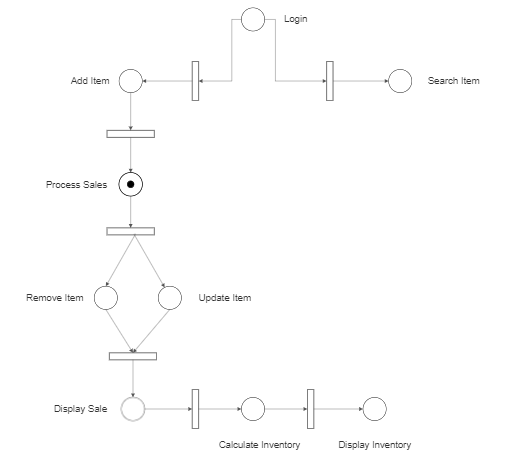 Login
Add Item
Search Item
Process Sales
Remove Item
Update Item
Display Sale
Calculate Inventory
Display Inventory